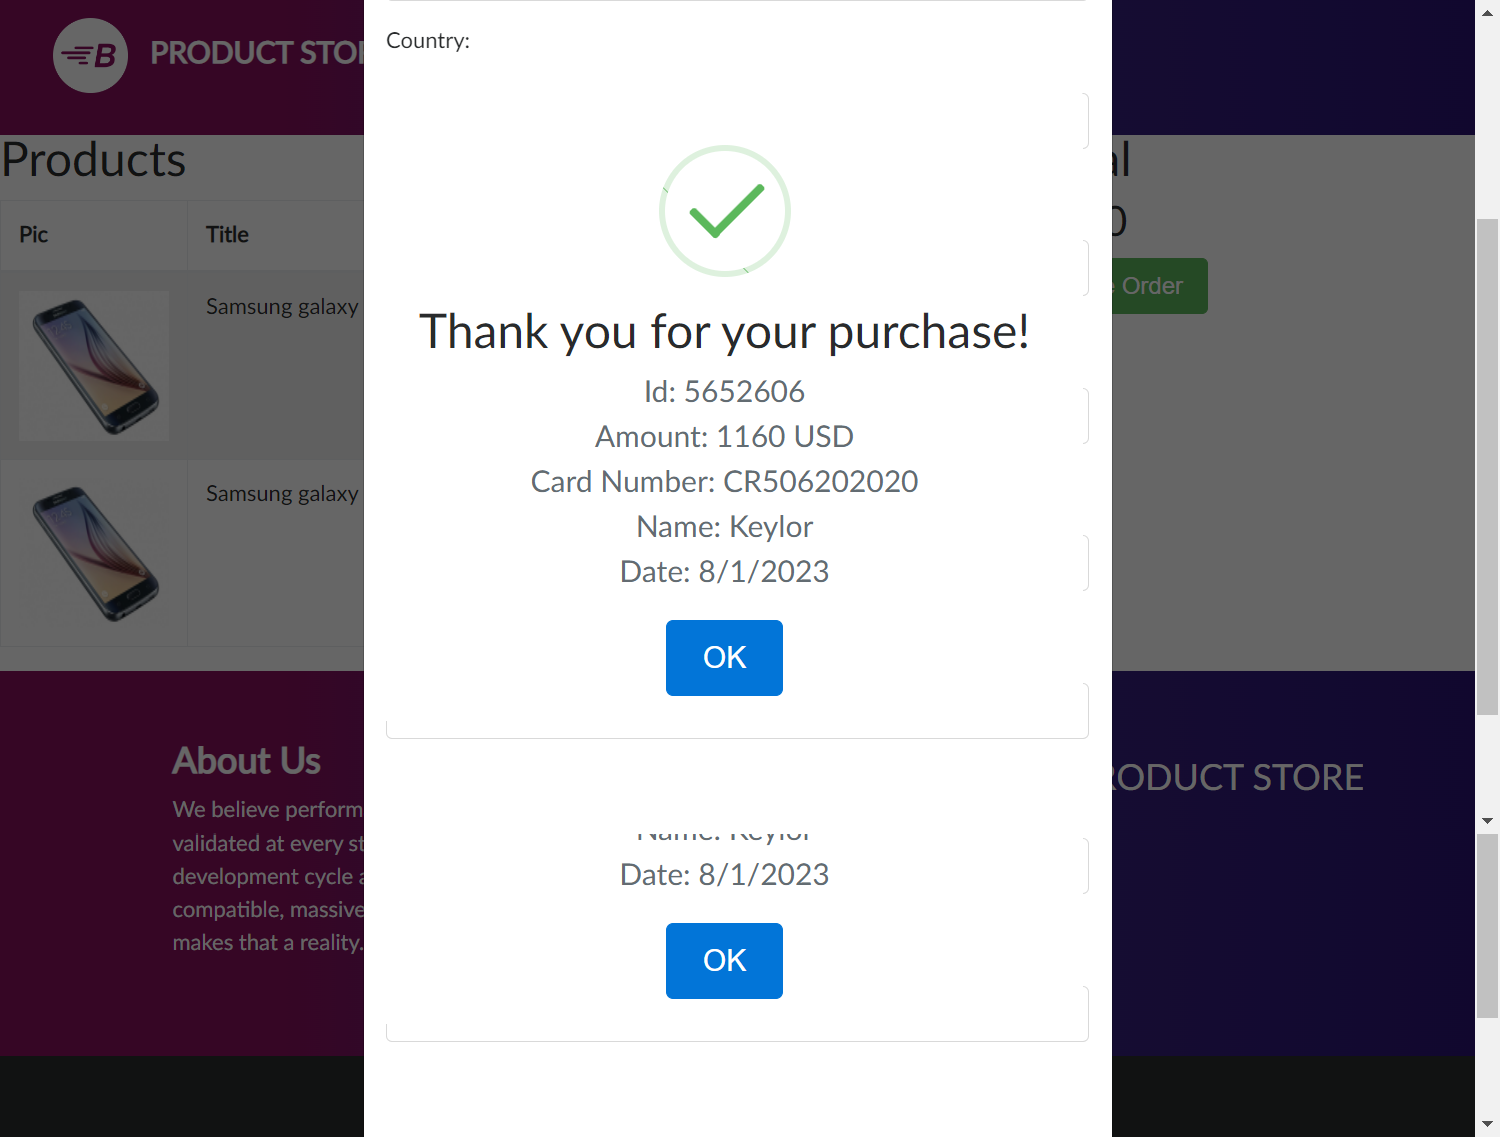 B PRODUCT STO
Country:
Products
Pic
Title
Samsung galaxy
Samsung galaxy
al
0
Order
Thank you for your purchase!
Id: 5652606
Amount: 1160 USD
Card Number: CR506202020
Name: Keylor
Date: 8/1/2023
OK
About Us
We believe perform
validated at every st
development cycle a
compatible, massive
makes that a reality.
RODUCT STORE
Name: Keylor
Date: 8/1/2023
OK